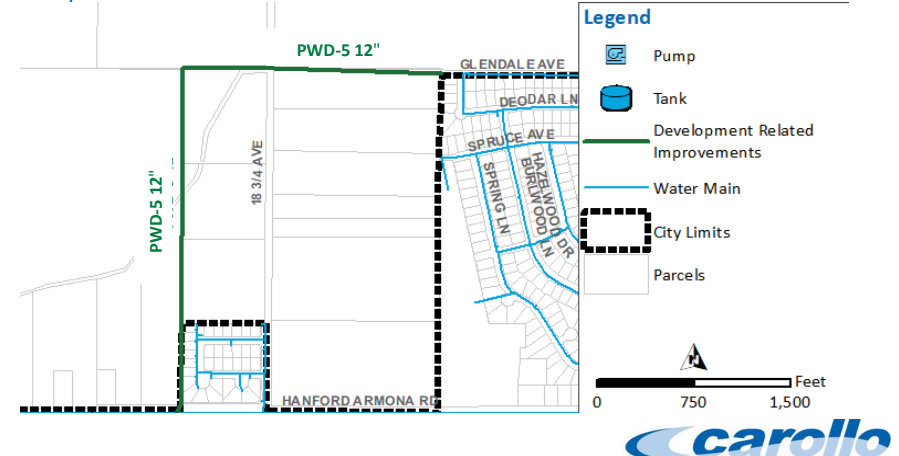 PWD-5 12"
GLENDALE AVE
DEODAR LN
SPRUCE AVE
HAZELWOOD DR
BURLWOOD LN
SPRING LN
18 3/4 AVE
PWD-5 12"
HANFORD ARMONA RD
Legend
Pump
Tank
Development Related
Improvements
Water Main
City Limits
Parcels
Feet
0 750 1,500
carollo